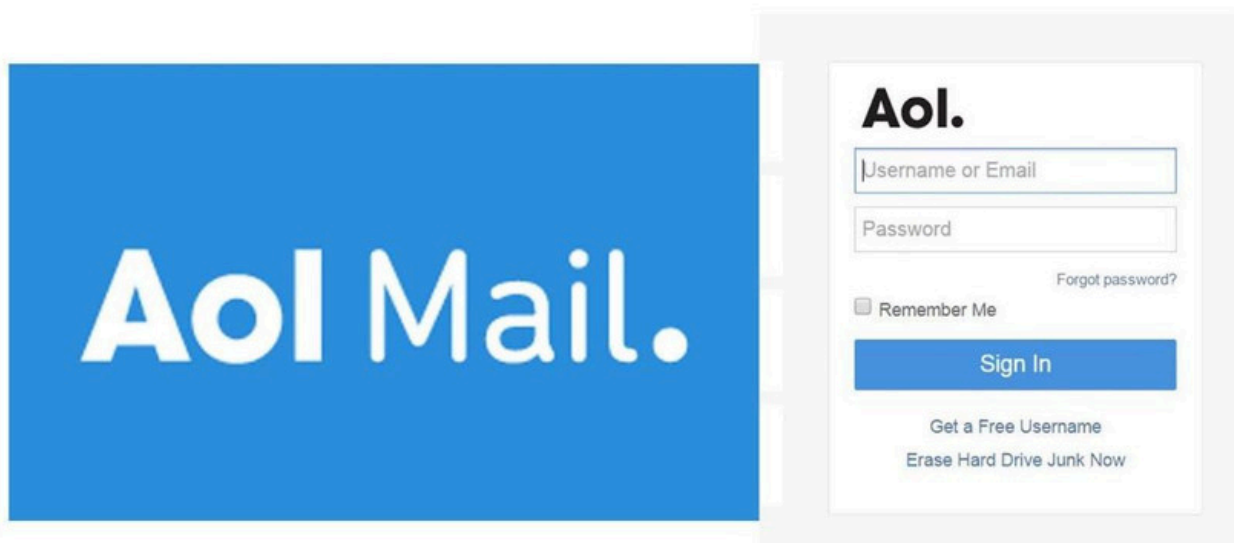 Aol Mail.
Aol.
Username or Email
Password
Forgot password?
Remember Me
Sign In
Get a Free Username
Erase Hard Drive Junk Now